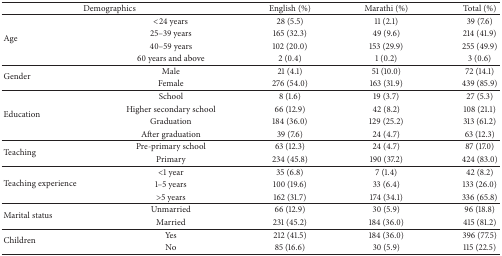 Demographics English (%) Marathi (%) Total (%)
Age <24 years 28 (5.5) 11 (2.1) 39 (7.6)
25–39 years 165 (32.3) 49 (9.6) 214 (41.9)
40–59 years 102 (20.0) 153 (29.9) 255 (49.9)
60 years and above 2 (0.4) 1 (0.2) 3 (0.6)
Gender Male 21 (4.1) 51 (10.0) 72 (14.1)
Female 276 (54.0) 163 (31.9) 439 (85.9)
Education School 8 (1.6) 19 (3.7) 27 (5.3)
Higher secondary school 66 (12.9) 42 (8.2) 108 (21.1)
Graduation 184 (36.0) 129 (25.2) 313 (61.2)
After graduation 39 (7.6) 24 (4.7) 63 (12.3)
Teaching Pre-primary school 63 (12.3) 24 (4.7) 87 (17.0)
Primary 234 (45.8) 190 (37.2) 424 (83.0)
Teaching experience <1 year 35 (6.8) 7 (1.4) 42 (8.2)
1–5 years 100 (19.6) 33 (6.4) 133 (26.0)
>5 years 162 (31.7) 174 (34.1) 336 (65.8)
Marital status Unmarried 66 (12.9) 30 (5.9) 96 (18.8)
Married 231 (45.2) 184 (36.0) 415 (81.2)
Children Yes 212 (41.5) 184 (36.0) 396 (77.5)
No 85 (16.6) 30 (5.9) 115 (22.5)